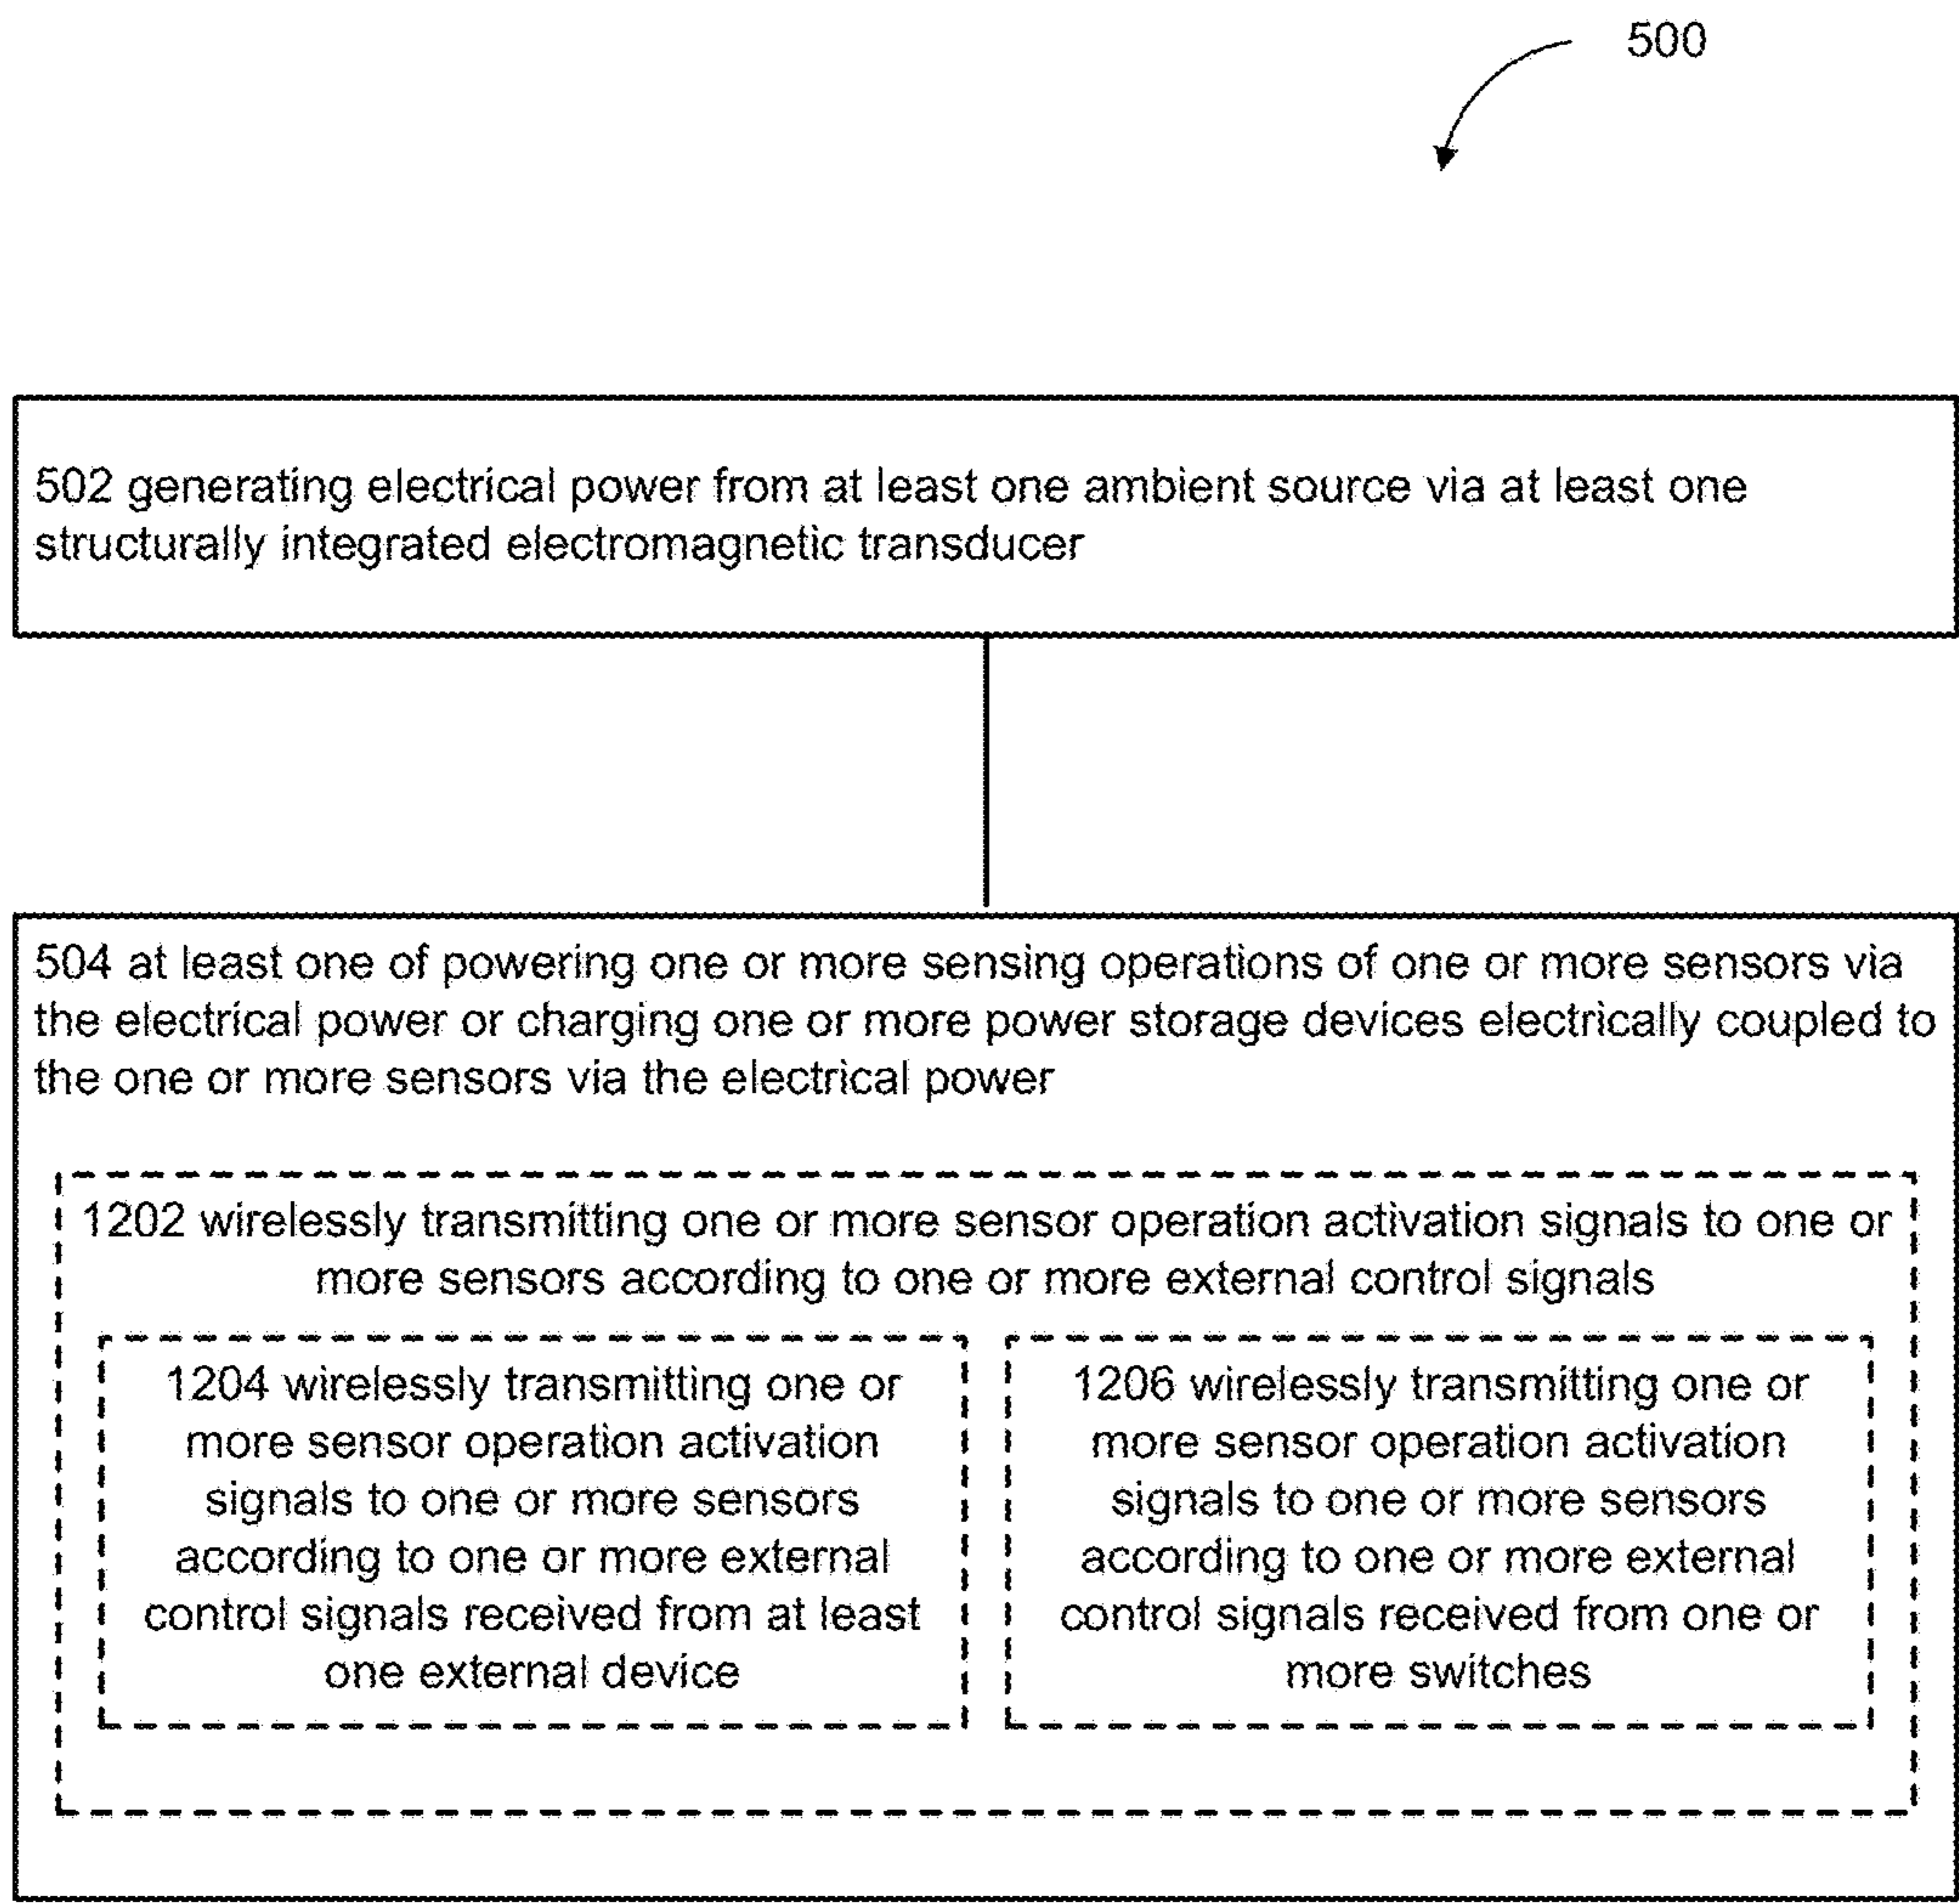 500
502 generating electrical power from at least one ambient source via at least one
structurally integrated electromagnetic transducer
504 at least one of powering one or more sensing operations of one or more sensors via
the electrical power or charging one or more power storage devices electrically coupled to
the one or more sensors via the electrical power
1202 wirelessly transmitting one or more sensor operation activation signals to one or
more sensors according to one or more external control signals
1204 wirelessly transmitting one or
more sensor operation activation
signals to one or more sensors
according to one or more external
control signals received from at least
one external device
1206 wirelessly transmitting one or
more sensor operation activation
signals to one or more sensors
according to one or more external
control signals received from one or
more switches